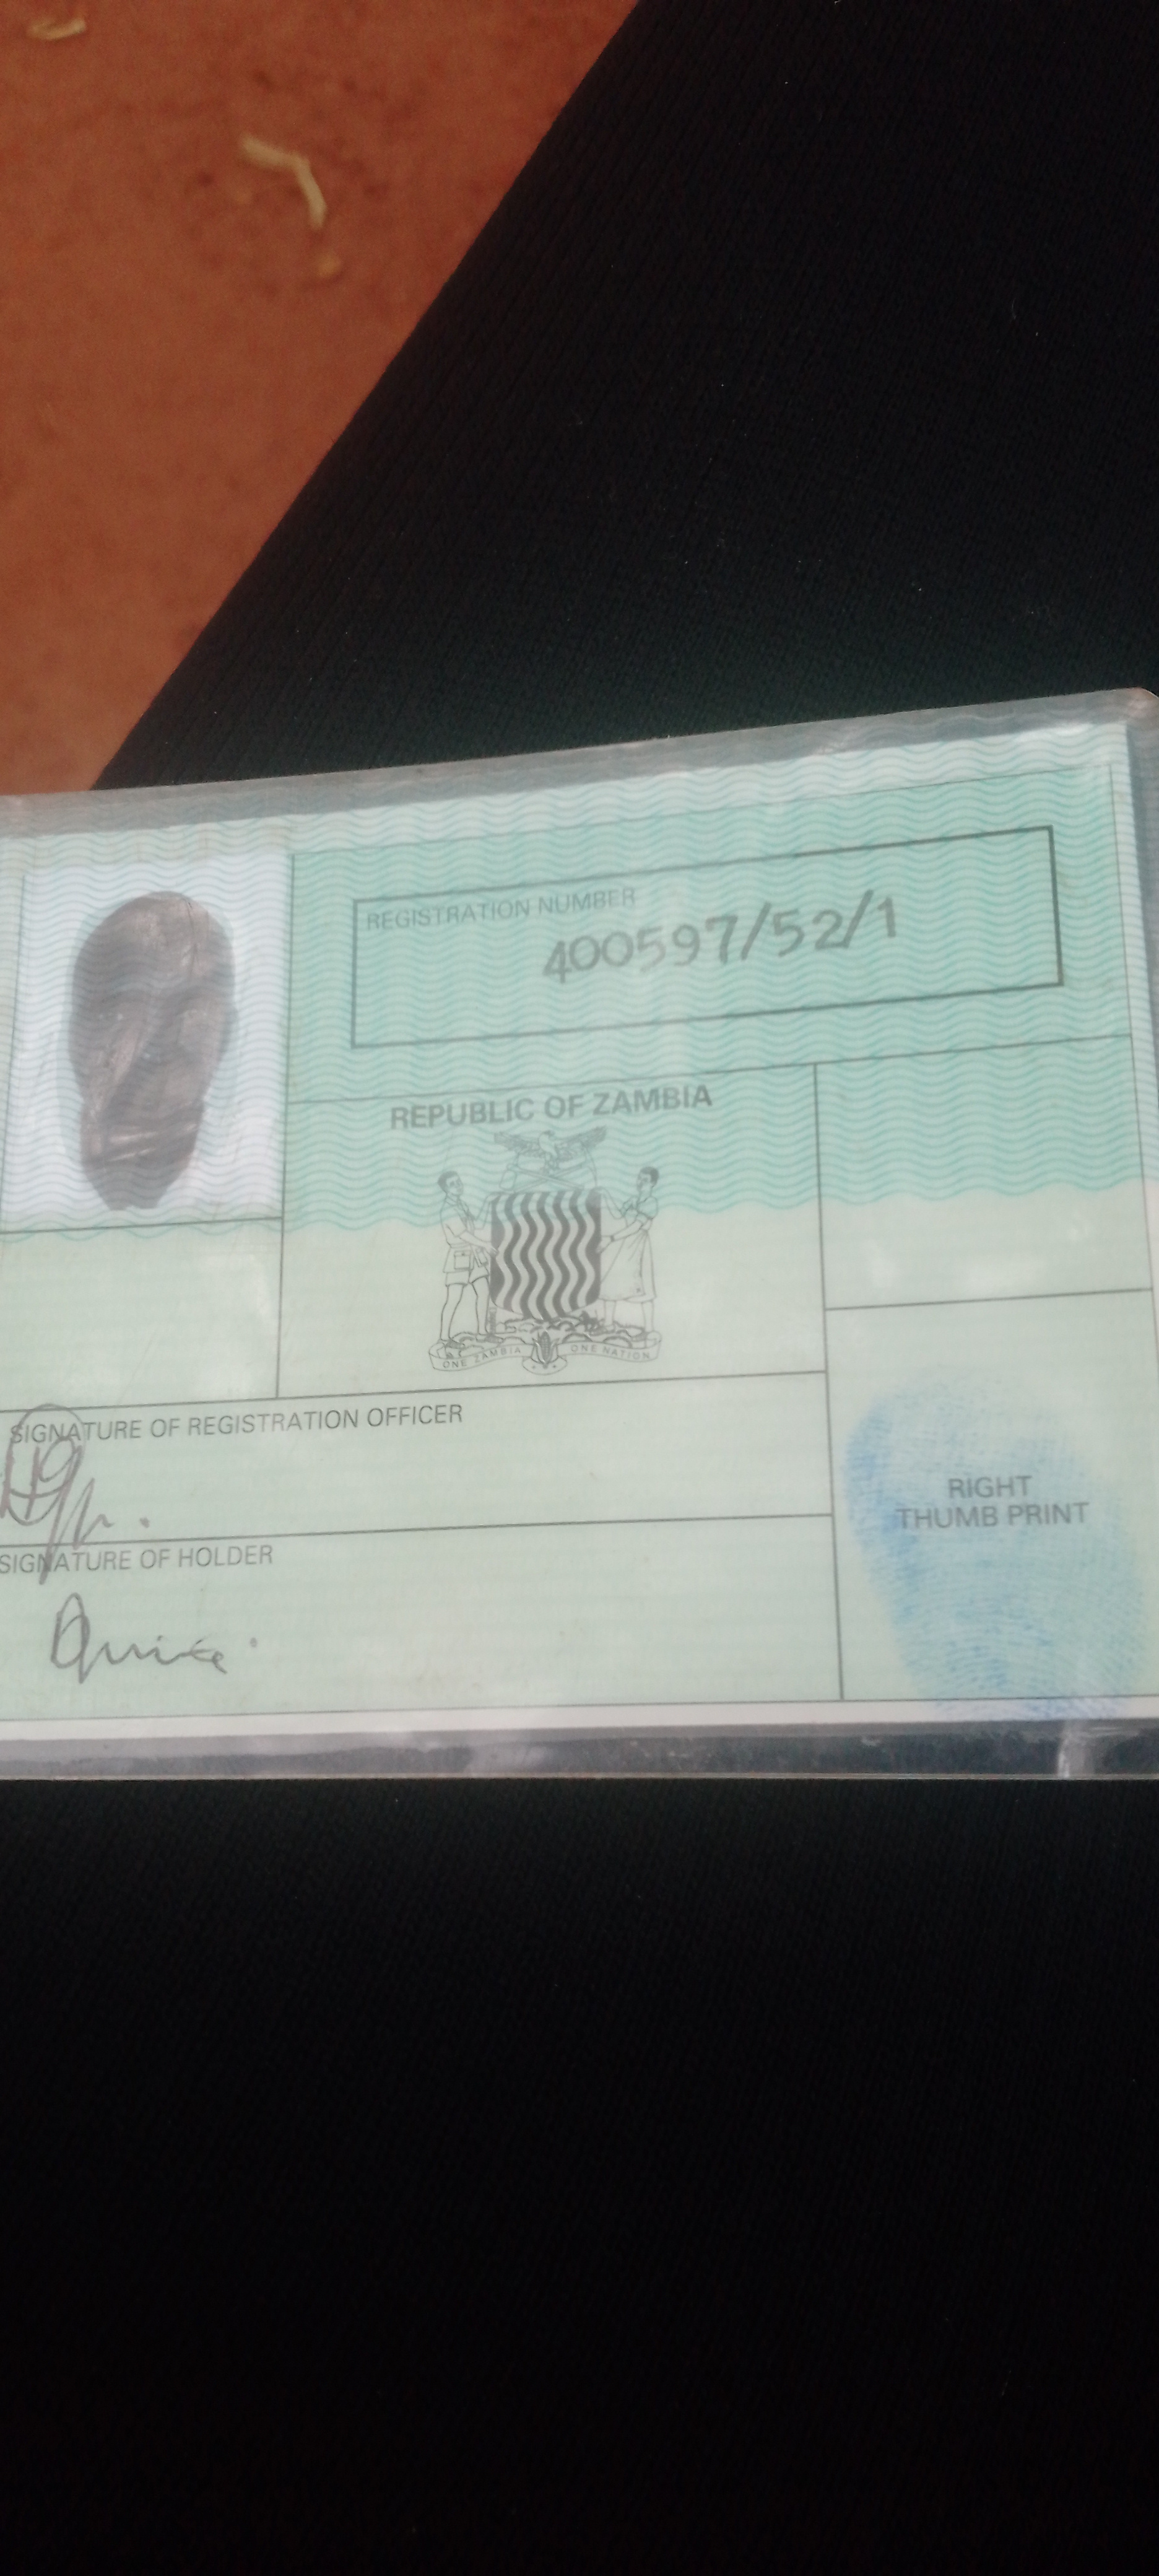 REGISTRATION NUMBER
400597/52/1
REPUBLIC OF ZAMBIA
ONE ZAMBIA ONE NATION
SIGNATURE OF REGISTRATION OFFICER
SIGNATURE OF HOLDER
RIGHT
THUMB PRINT